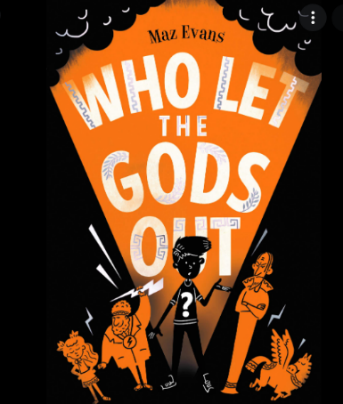 Maz Evans
WHO LET
THE
GODS
OUT
?